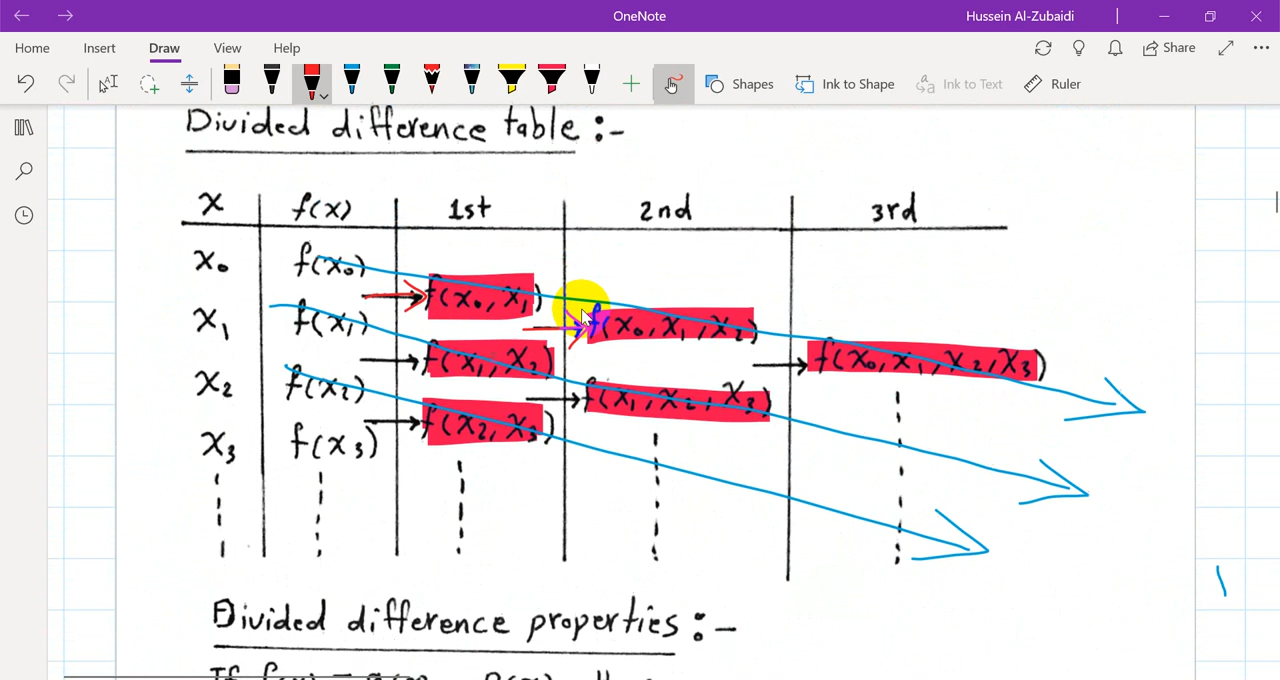 OneNote
Hussein Al-Zubaidi
Home Insert Draw View Help
Share
Shapes Ink to Shape Ink to Text Ruler
Divided difference table :-
x f(x) 1st 2nd 3rd
x₀ f(x₀)
f(x₀, x₁)
x₁ f(x₁) f(x₀, x₁, x₂)
f(x₁, x₂) f(x₀, x₁, x₂, x₃)
x₂ f(x₂) f(x₁, x₂, x₃)
f(x₂, x₃)
x₃ f(x₃)
Divided difference properties :-